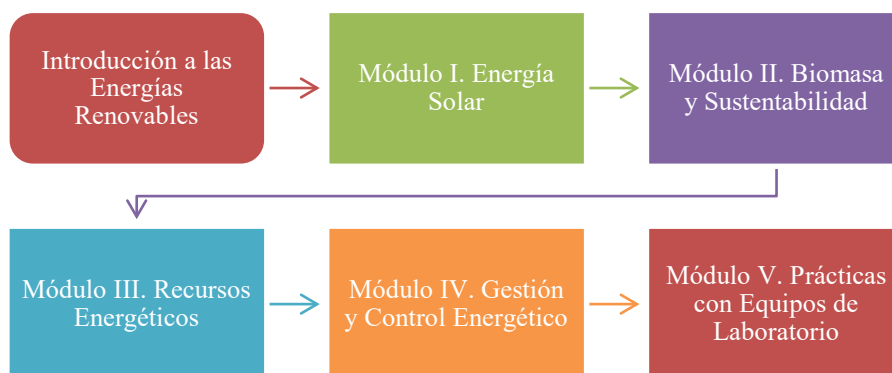 Introducción a las
Energías
Renovables
Módulo I. Energía
Solar
Módulo II. Biomasa
y Sustentabilidad
Módulo III. Recursos
Energéticos
Módulo IV. Gestión
y Control Energético
Módulo V. Prácticas
con Equipos de
Laboratorio